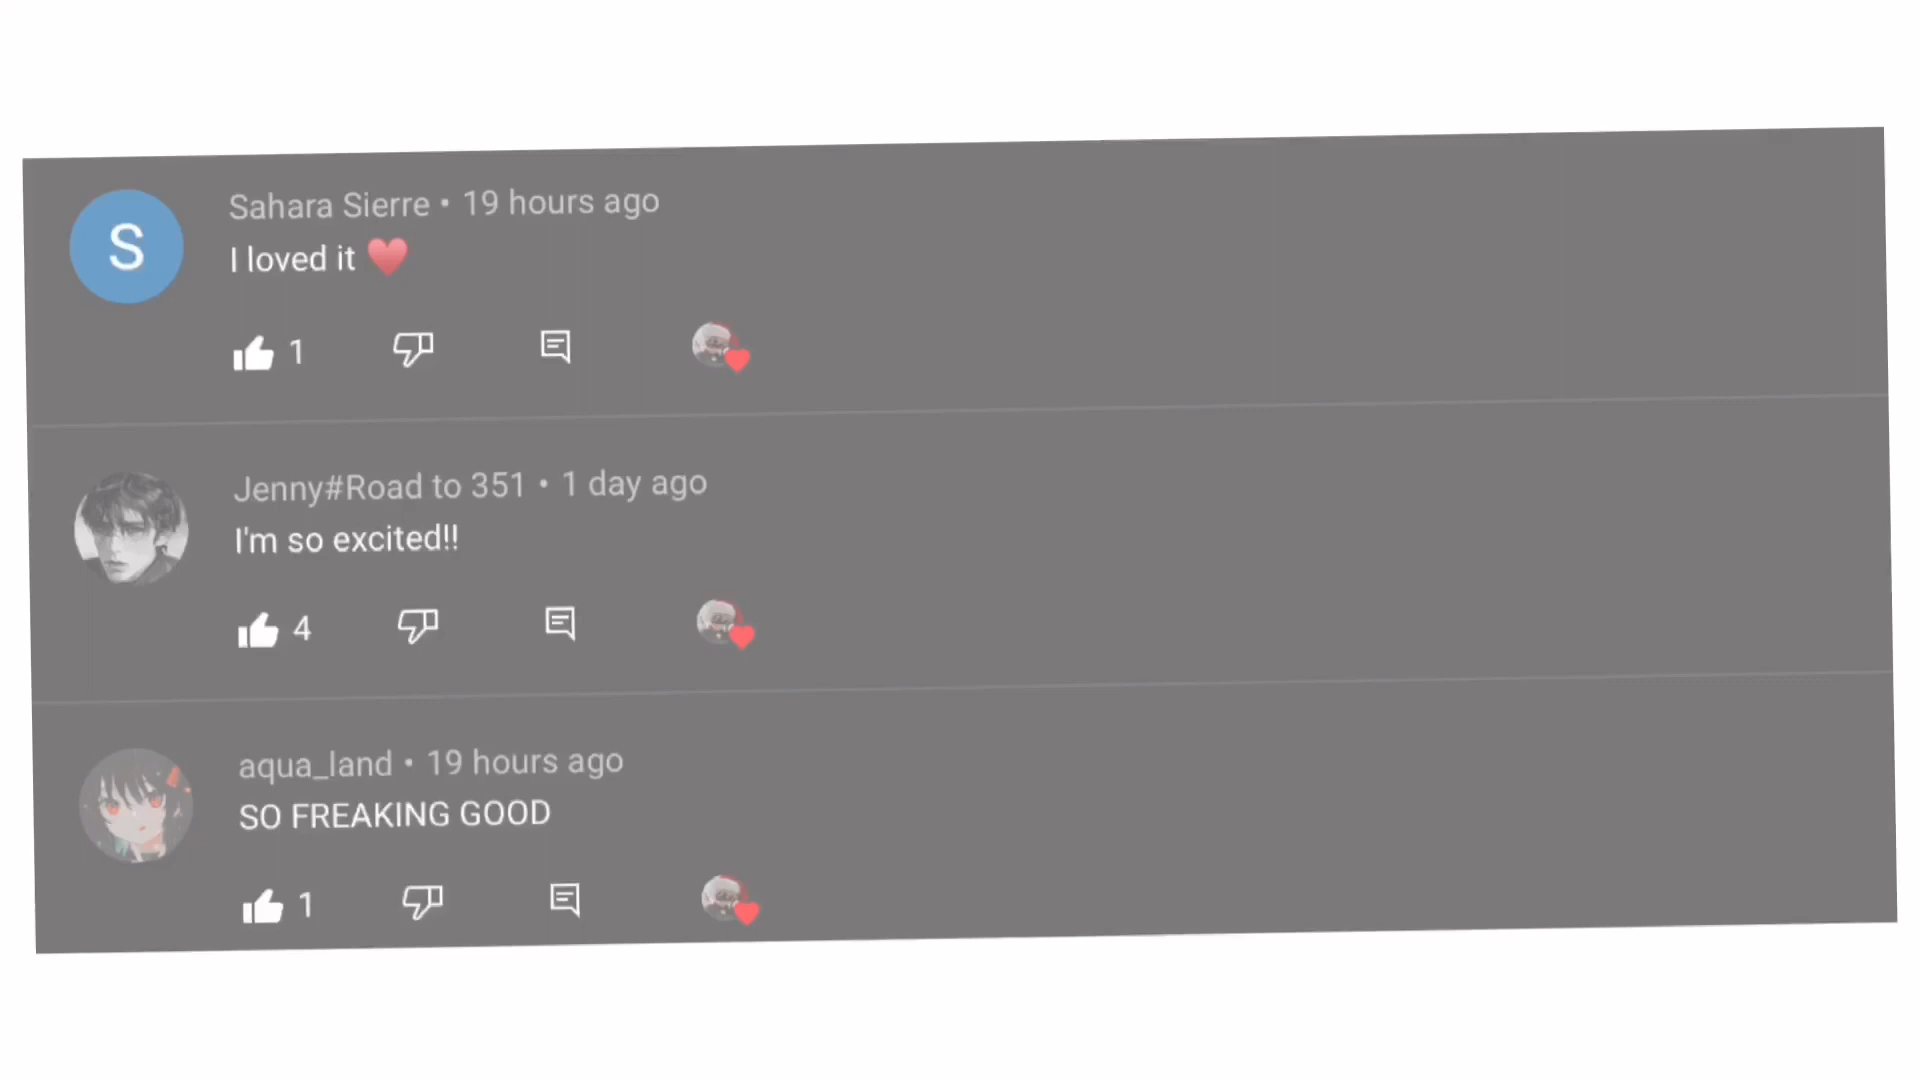 S
Sahara Sierre • 19 hours ago
I loved it ♥️
1
Jenny#Road to 351 • 1 day ago
I'm so excited!!
4
aqua_land • 19 hours ago
SO FREAKING GOOD
1